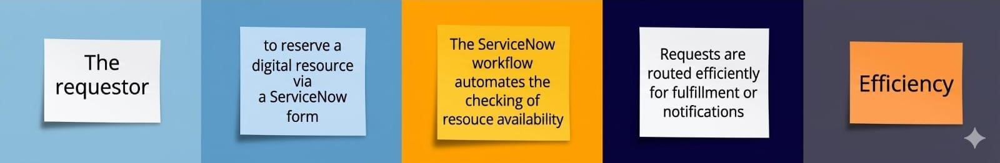 The
requestor
to reserve a
digital resource
via
a ServiceNow
form
The ServiceNow
workflow
automates the
checking of
resouce availability
Requests are
routed efficiently
for fulfillment or
notifications
Efficiency